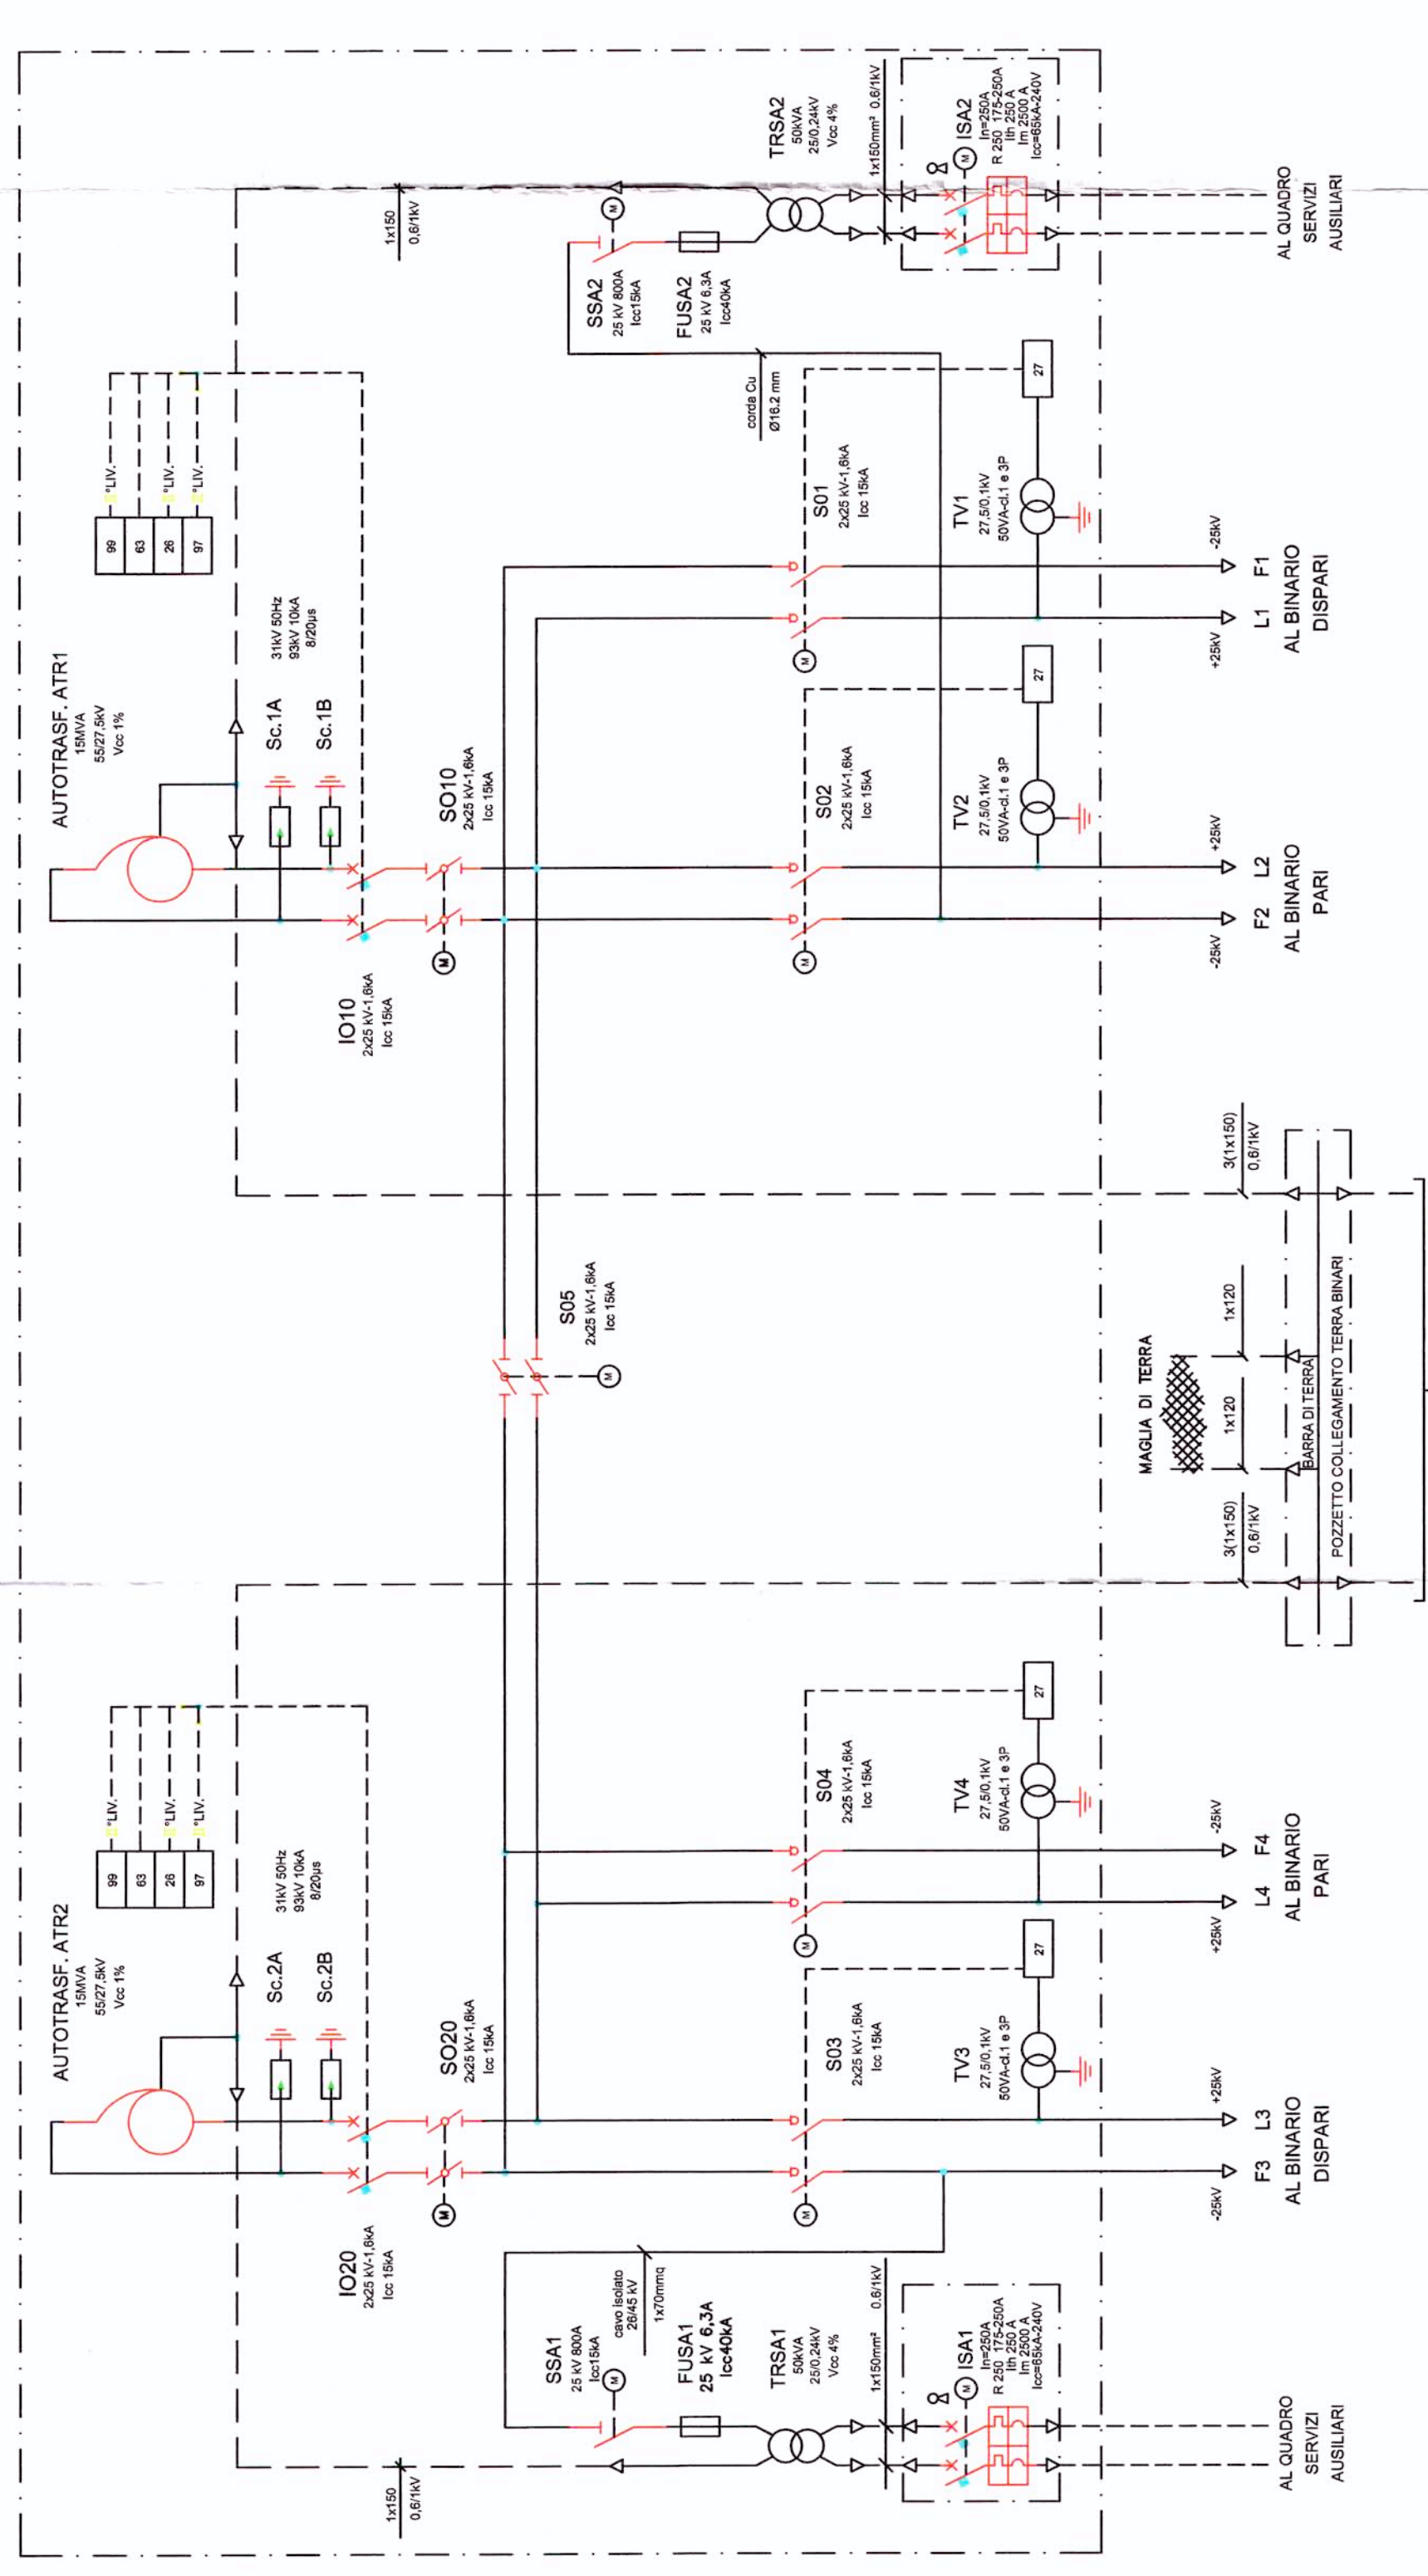 AUTOTRASF. ATR2
15MVA
55/27,5kV
Vcc 1%
99 II°LIV.
63
26 II°LIV.
97 II°LIV.
31kV 50Hz
93kV 10kA
8/20µs
Sc.2A
Sc.2B
IO20
2x25 kV-1,6kA
Icc 15kA
M
SO20
2x25 kV-1,6kA
Icc 15kA
1x150
0,6/1kV
SSA1
25 kV 800A
Icc15kA
M
cavo isolato
26/45 kV
1x70mmq
FUSA1
25 kV 6,3A
Icc40kA
TRSA1
50kVA
25/0,24kV
Vcc 4%
1x150mm² 0.6/1kV
M
ISA1
In=250A
R 250 175-250A
Ith 250 A
Im 2500 A
Icc=65kA-240V
AL QUADRO
SERVIZI
AUSILIARI
M
S03
2x25 kV-1,6kA
Icc 15kA
TV3
27,5/0,1kV
50VA-cl.1 e 3P
27
-25kV
+25kV
F3
L3
AL BINARIO
DISPARI
M
S04
2x25 kV-1,6kA
Icc 15kA
TV4
27,5/0,1kV
50VA-cl.1 e 3P
27
+25kV
-25kV
L4
F4
AL BINARIO
PARI
S05
2x25 kV-1,6kA
Icc 15kA
M
MAGLIA DI TERRA
3(1x150)
0,6/1kV
1x120
1x120
3(1x150)
0,6/1kV
BARRA DI TERRA
POZZETTO COLLEGAMENTO TERRA BINARI
AUTOTRASF. ATR1
15MVA
55/27,5kV
Vcc 1%
99 II°LIV.
63
26 II°LIV.
97 II°LIV.
31kV 50Hz
93kV 10kA
8/20µs
Sc.1A
Sc.1B
IO10
2x25 kV-1,6kA
Icc 15kA
M
SO10
2x25 kV-1,6kA
Icc 15kA
M
S02
2x25 kV-1,6kA
Icc 15kA
TV2
27,5/0,1kV
50VA-cl.1 e 3P
27
-25kV
+25kV
F2
L2
AL BINARIO
PARI
M
S01
2x25 kV-1,6kA
Icc 15kA
TV1
27,5/0,1kV
50VA-cl.1 e 3P
27
+25kV
-25kV
L1
F1
AL BINARIO
DISPARI
1x150
0,6/1kV
SSA2
25 kV 800A
Icc15kA
M
FUSA2
25 kV 6,3A
Icc40kA
corda Cu
Ø16.2 mm
TRSA2
50kVA
25/0,24kV
Vcc 4%
1x150mm² 0.6/1kV
M
ISA2
In=250A
R 250 175-250A
Ith 250 A
Im 2500 A
Icc=65kA-240V
AL QUADRO
SERVIZI
AUSILIARI